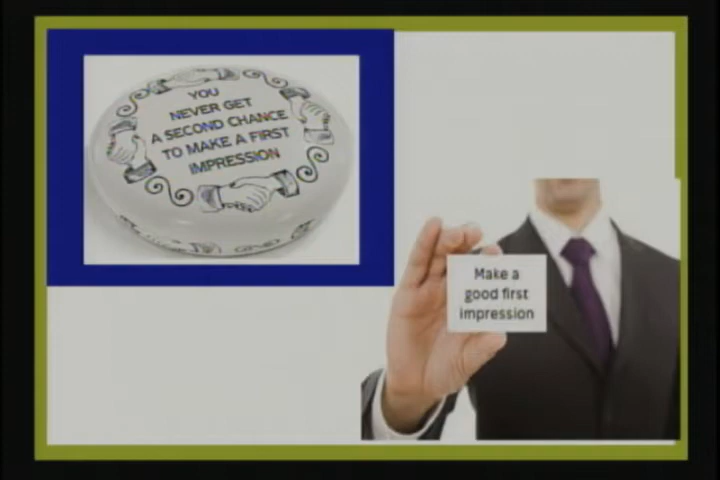 YOU
NEVER GET
A SECOND CHANCE
TO MAKE A FIRST
IMPRESSION
Make a
good first
impression